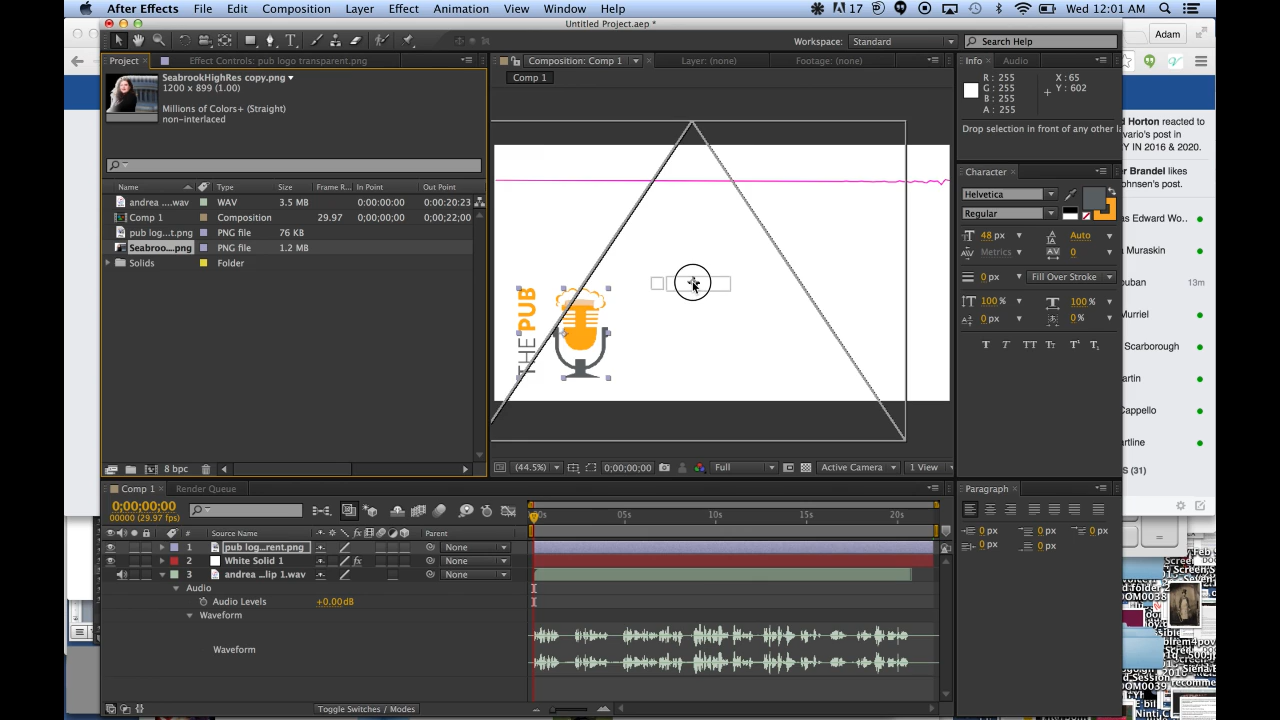 After Effects File Edit Composition Layer Effect Animation View Window Help 17 Wed 12:01 AM
Untitled Project.aep *
Workspace: Standard Search Help
Adam
Project Effect Controls: pub logo transparent.png Composition: Comp 1 Layer: (none) Footage: (none) Info Audio
Comp 1
SeabrookHighRes copy.png
1200 x 899 (1.00)
Millions of Colors+ (Straight)
non-interlaced
R : 255
G : 255
B : 255
A : 255
X : 65
Y : 602
Drop selection in front of any other la
Name Type Size Frame R... In Point Out Point
andrea ....wav WAV 3.5 MB 0:00:00:00 0:00:20:23
Comp 1 Composition 29.97 0;00;00;00 0;00;22;00
pub log...t.png PNG file 76 KB
Seabroo....png PNG file 1.2 MB
Solids Folder
THE PUB
Character
Helvetica
Regular
48 px Auto
Metrics 0
0 px Fill Over Stroke
100 % 100 %
0 px 0 %
T T TT Tt T¹ T₁
d Horton reacted to
vario's post in
Y IN 2016 & 2020.
er Brandel likes
ohnsen's post.
as Edward Wo..
a Muraskin
ouban 13m
Murriel
Scarborough
artin
Cappello
artline
S (31)
8 bpc
(44.5%) 0;00;00;00 Full Active Camera 1 View
Comp 1 Render Queue
0;00;00;00
00000 (29.97 fps)
00s 05s 10s 15s 20s
# Source Name Parent
1 pub log...rent.png None
2 White Solid 1 None
3 andrea ...lip 1.wav None
Audio
Audio Levels +0.00dB
Waveform
Waveform
Toggle Switches / Modes
Paragraph
0 px 0 px 0 px
0 px 0 px